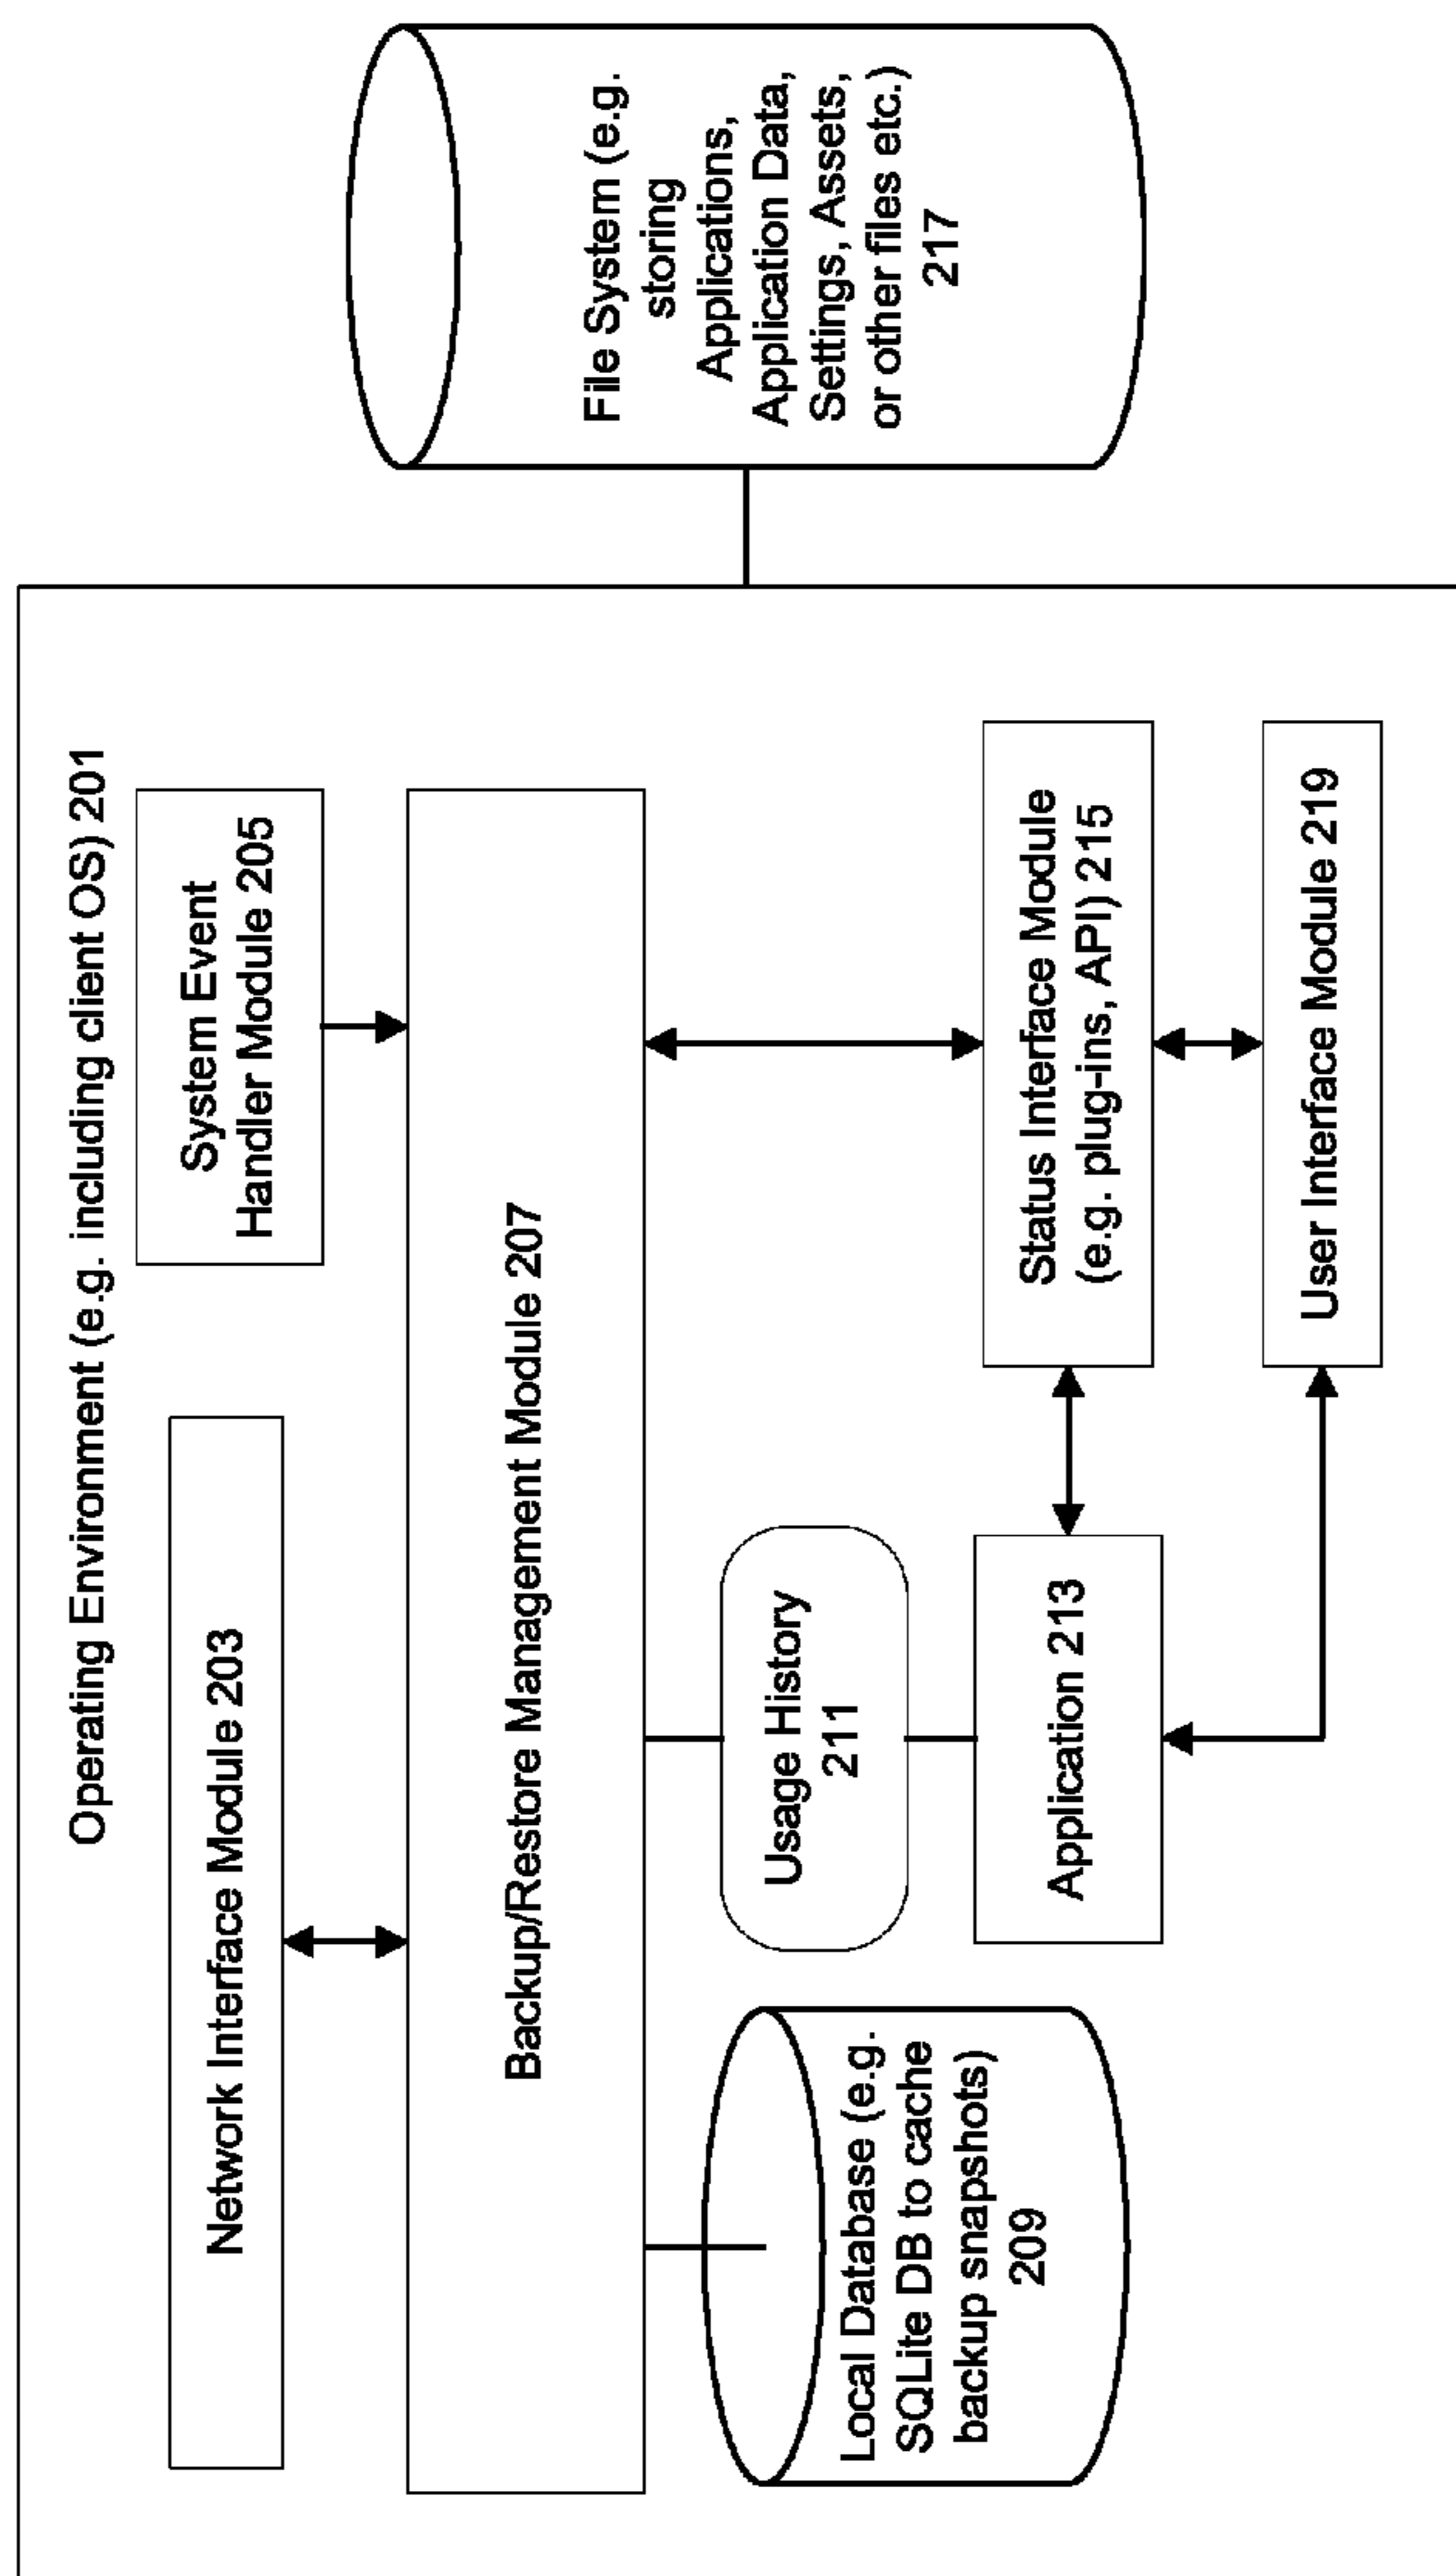 Operating Environment (e.g. including client OS) 201
Network Interface Module 203
System Event
Handler Module 205
Backup/Restore Management Module 207
Local Database (e.g.
SQLite DB to cache
backup snapshots)
209
Usage History
211
Application 213
Status Interface Module
(e.g. plug-ins, API) 215
User Interface Module 219
File System (e.g.
storing
Applications,
Application Data,
Settings, Assets,
or other files etc.)
217